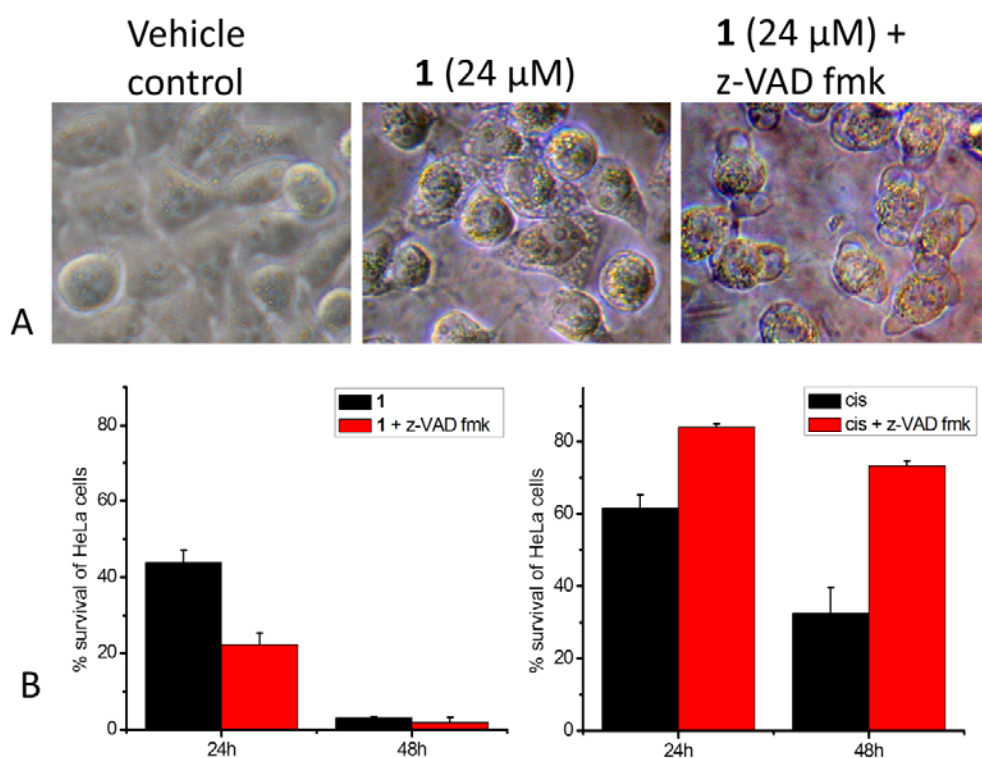 Vehicle
control
1 (24 µM)
1 (24 µM) +
z-VAD fmk
A
B
% survival of HeLa cells
80
60
40
20
0
24h
48h
1
1 + z-VAD fmk
% survival of HeLa cells
80
60
40
20
0
24h
48h
cis
cis + z-VAD fmk